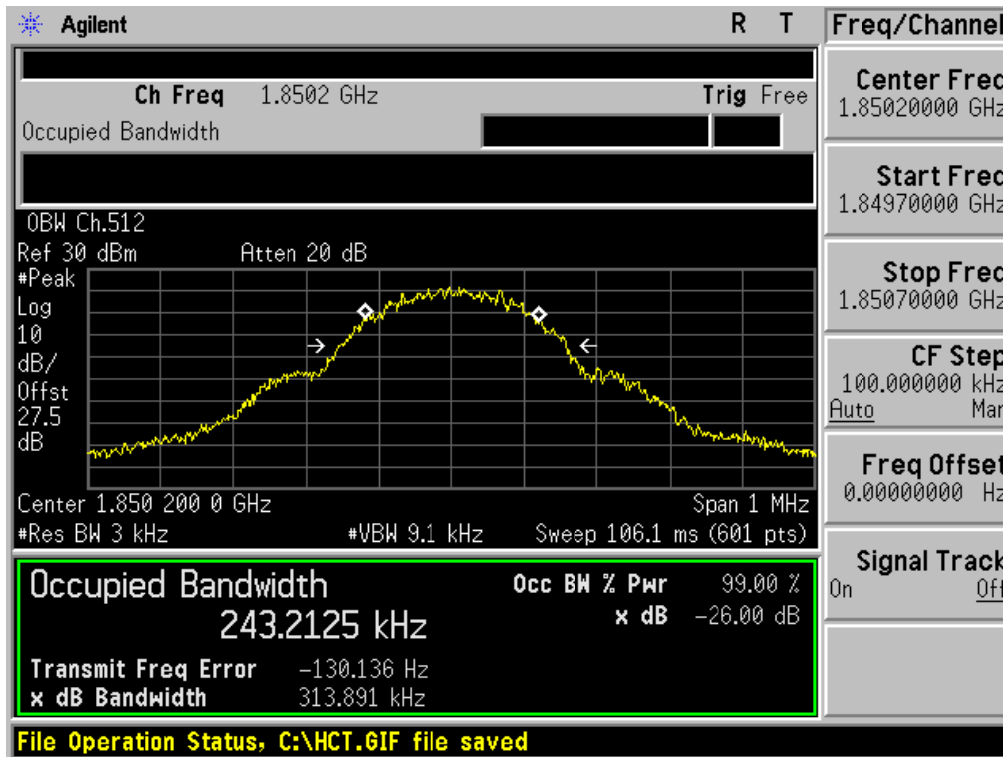 Agilent R T Freq/Channel
Ch Freq 1.8502 GHz Trig Free
Occupied Bandwidth
Center Freq
1.85020000 GHz
Start Freq
1.84970000 GHz
Stop Freq
1.85070000 GHz
CF Step
100.000000 kHz
Auto Man
Freq Offset
0.00000000 Hz
Signal Track
On Off
OBW Ch.512
Ref 30 dBm Atten 20 dB
#Peak
Log
10
dB/
Offst
27.5
dB
Center 1.850 200 0 GHz Span 1 MHz
#Res BW 3 kHz #VBW 9.1 kHz Sweep 106.1 ms (601 pts)
Occupied Bandwidth Occ BW % Pwr 99.00 %
243.2125 kHz x dB -26.00 dB
Transmit Freq Error -130.136 Hz
x dB Bandwidth 313.891 kHz
File Operation Status, C:\HCT.GIF file saved